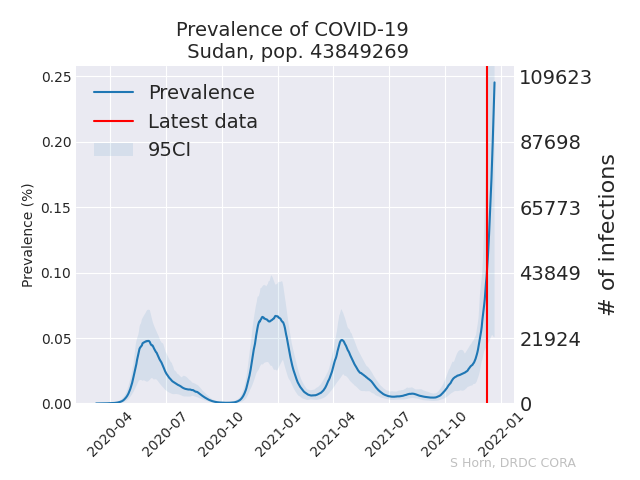 Prevalence of COVID-19
Sudan, pop. 43849269
Prevalence
Latest data
95CI
Prevalence (%)
0.25
0.20
0.15
0.10
0.05
0.00
109623
87698
65773
43849
21924
0
# of infections
2020-04
2020-07
2020-10
2021-01
2021-04
2021-07
2021-10
2022-01
S Horn, DRDC CORA